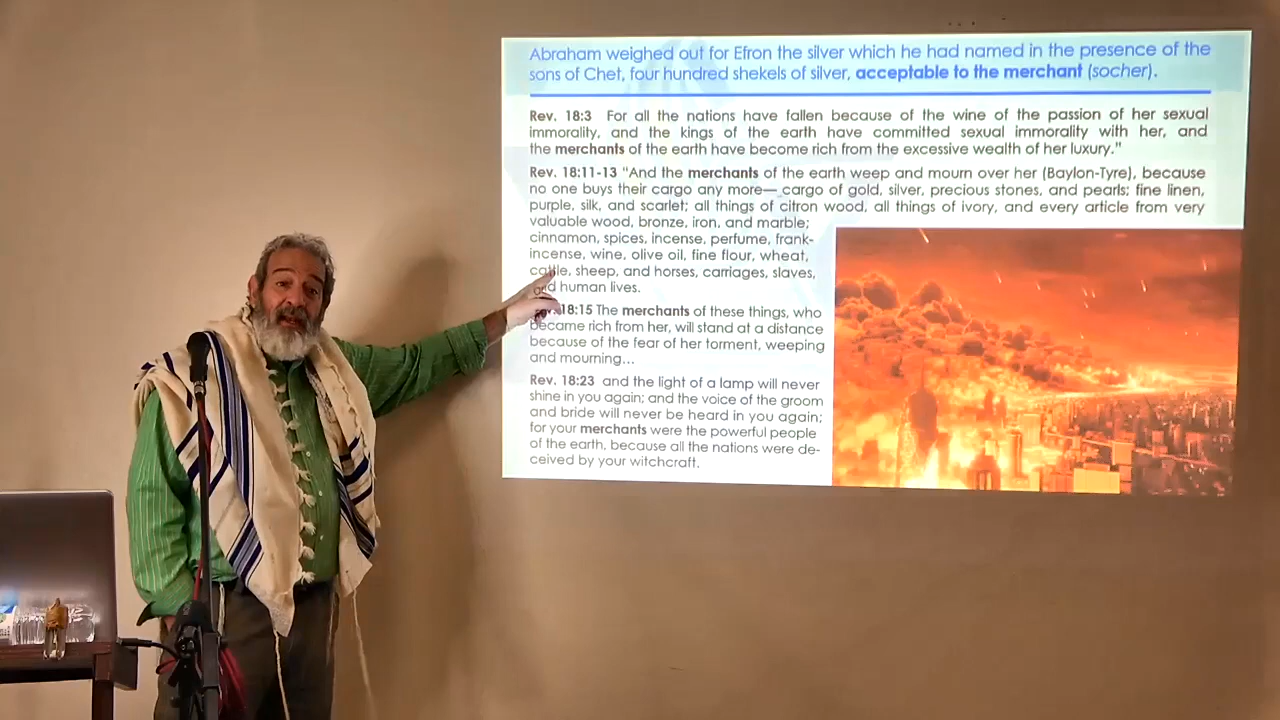 Abraham weighed out for Efron the silver which he had named in the presence of the
sons of Chet, four hundred shekels of silver, acceptable to the merchant (socher).
Rev. 18:3 For all the nations have fallen because of the wine of the passion of her sexual
immorality, and the kings of the earth have committed sexual immorality with her, and
the merchants of the earth have become rich from the excessive wealth of her luxury."
Rev. 18:11-13 "And the merchants of the earth weep and mourn over her (Baylon-Tyre), because
no one buys their cargo any more— cargo of gold, silver, precious stones, and pearls; fine linen,
purple, silk, and scarlet; all things of citron wood, all things of ivory, and every article from very
valuable wood, bronze, iron, and marble;
cinnamon, spices, incense, perfume, frank-
incense, wine, olive oil, fine flour, wheat,
cattle, sheep, and horses, carriages, slaves,
and human lives.
Rev. 18:15 The merchants of these things, who
became rich from her, will stand at a distance
because of the fear of her torment, weeping
and mourning...
Rev. 18:23 and the light of a lamp will never
shine in you again; and the voice of the groom
and bride will never be heard in you again;
for your merchants were the powerful people
of the earth, because all the nations were de-
ceived by your witchcraft.